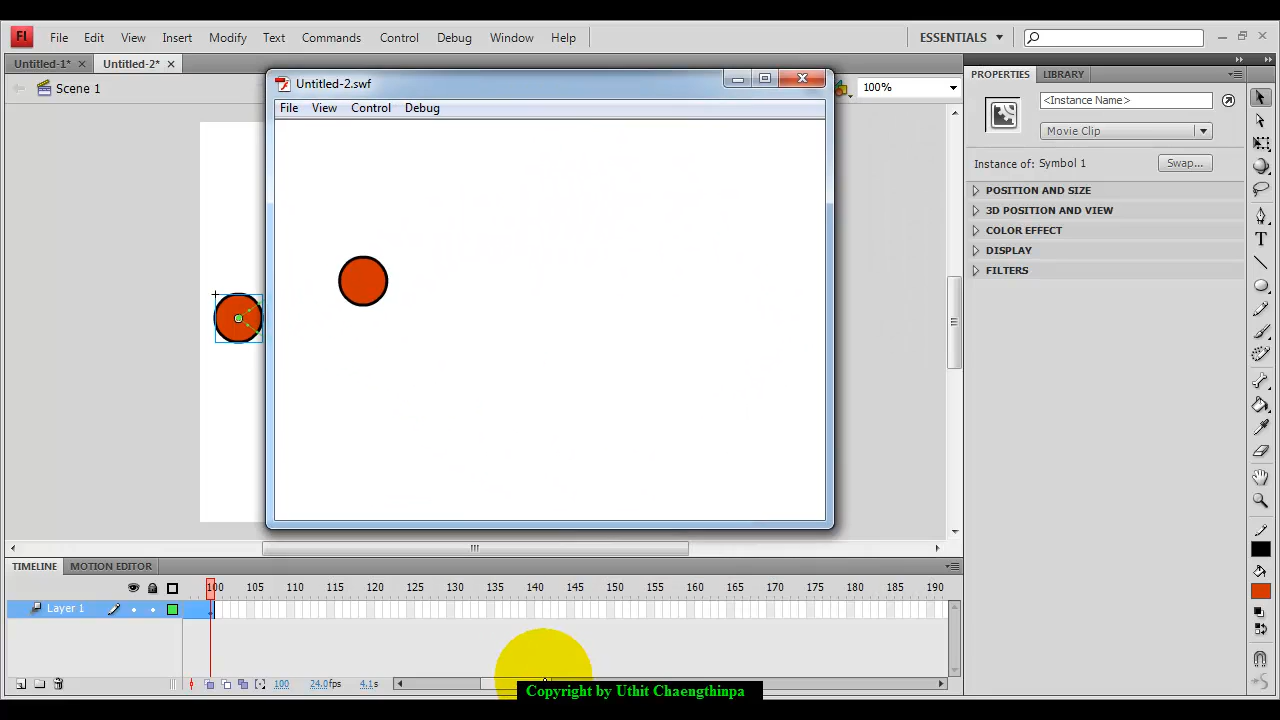 Fl File Edit View Insert Text Commands Control Debug Window Help ESSENTIALS
Untitled-1* × Untitled-2* × Untitled-2.swf PROPERTIES LIBRARY
Scene 1 100%
File View Control Debug
<Instance Name>
Movie Clip
Instance of: Symbol 1 Swap...
POSITION AND SIZE
3D POSITION AND VIEW
COLOR EFFECT
DISPLAY
FILTERS
TIMELINE MOTION EDITOR
100 105 110 115 120 125 130 135 140 145 150 155 160 165 170 175 180 185 190
Layer 1
100 24.0fps 4.1s
Copyright by Uthit Chaengthinpa